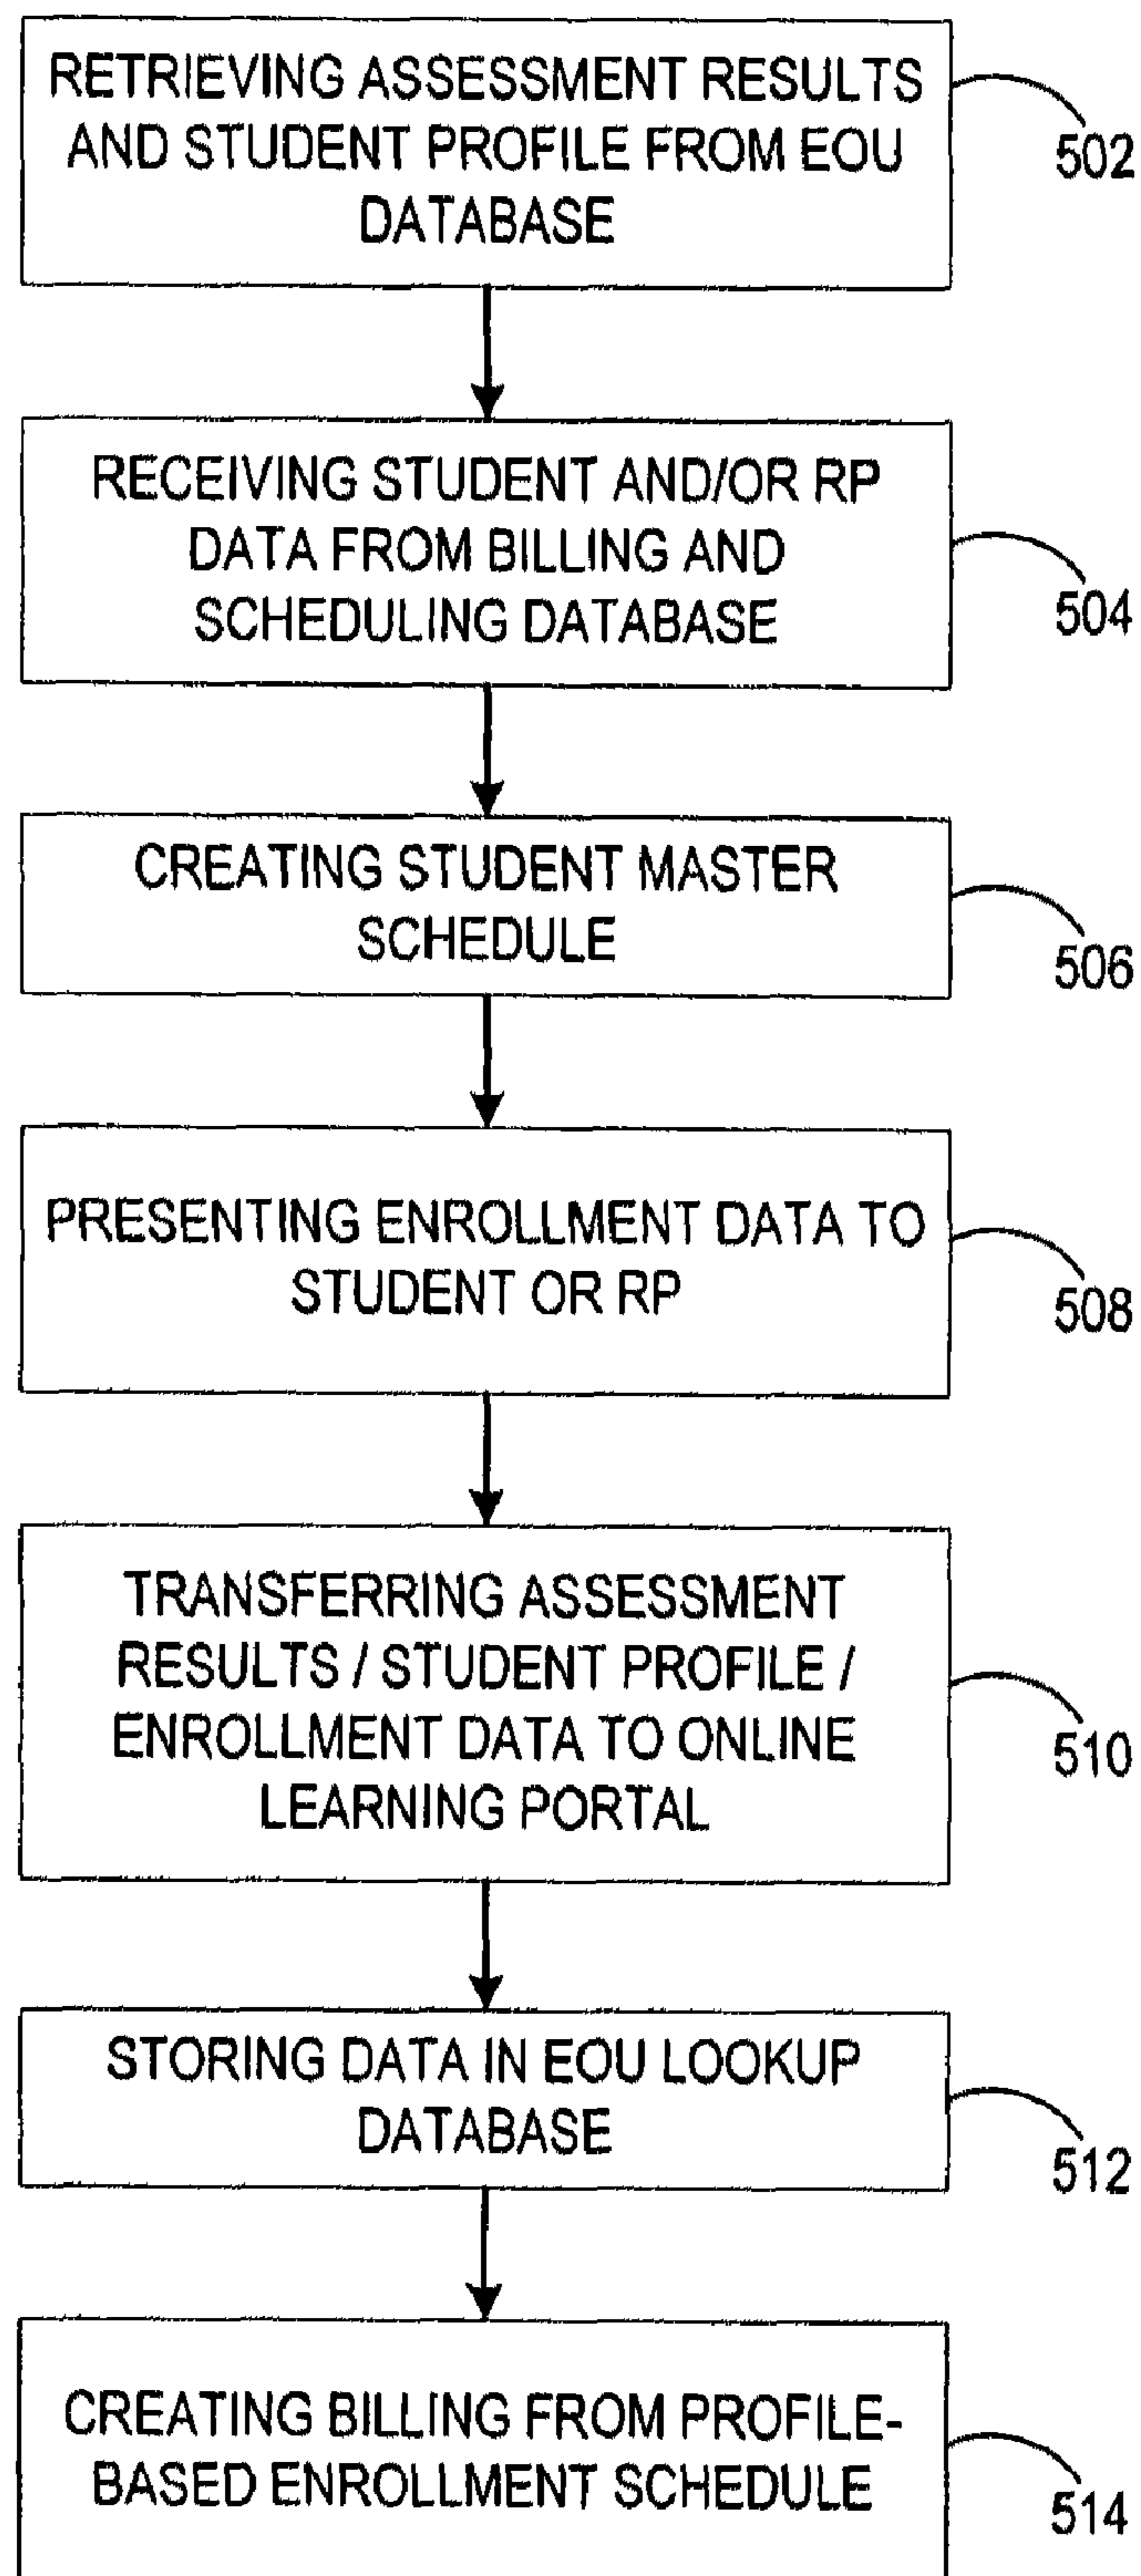 RETRIEVING ASSESSMENT RESULTS
AND STUDENT PROFILE FROM EOU
DATABASE
502
RECEIVING STUDENT AND/OR RP
DATA FROM BILLING AND
SCHEDULING DATABASE
504
CREATING STUDENT MASTER
SCHEDULE
506
PRESENTING ENROLLMENT DATA TO
STUDENT OR RP
508
TRANSFERRING ASSESSMENT
RESULTS / STUDENT PROFILE /
ENROLLMENT DATA TO ONLINE
LEARNING PORTAL
510
STORING DATA IN EOU LOOKUP
DATABASE
512
CREATING BILLING FROM PROFILE-
BASED ENROLLMENT SCHEDULE
514